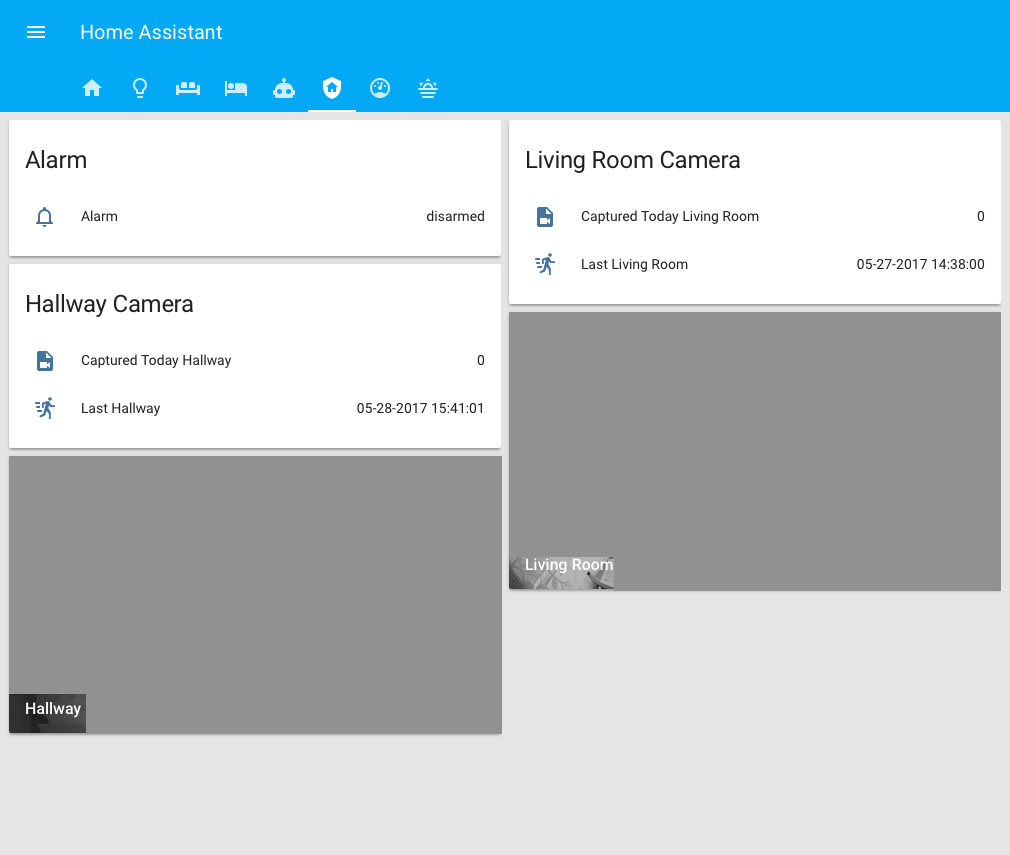 Home Assistant
Alarm
Alarm disarmed
Hallway Camera
Captured Today Hallway 0
Last Hallway 05-28-2017 15:41:01
Hallway
Living Room Camera
Captured Today Living Room 0
Last Living Room 05-27-2017 14:38:00
Living Room